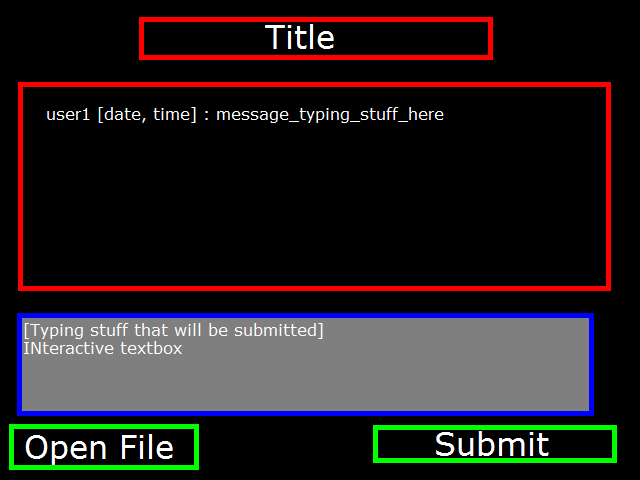 Title
user1 [date, time] : message_typing_stuff_here
[Typing stuff that will be submitted]
INteractive textbox
Open File
Submit